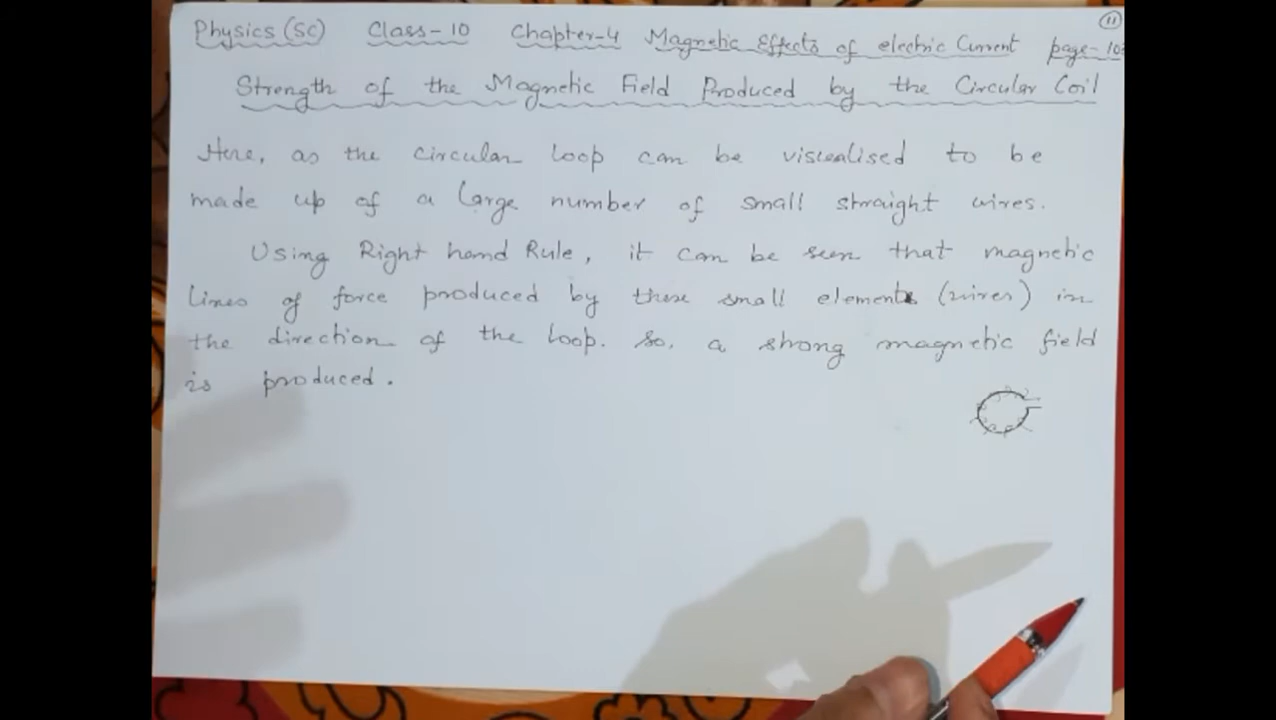 11
Physics (SC) Class-10 Chapter-4 Magnetic Effects of electric Current page-10
Strength of the Magnetic Field Produced by the Circular Coil
Here, as the circular loop can be visualised to be
made up of a large number of small straight wires.
Using Right hand Rule, it can be seen that magnetic
lines of force produced by these small elements (wires) in
the direction of the loop. So, a strong magnetic field
is produced.